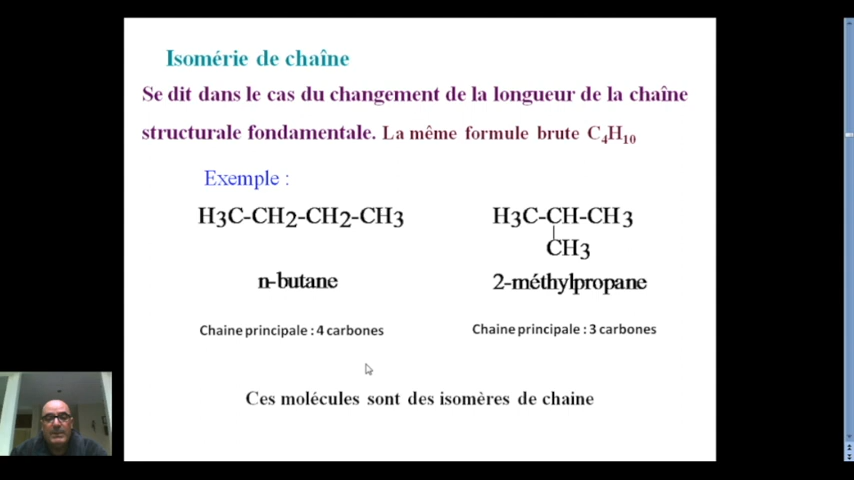 Isomérie de chaîne
Se dit dans le cas du changement de la longueur de la chaîne
structurale fondamentale. La même formule brute C₄H₁₀
Exemple :
H3C-CH2-CH2-CH3
H3C-CH-CH3
CH3
n-butane
2-méthylpropane
Chaine principale : 4 carbones
Chaine principale : 3 carbones
Ces molécules sont des isomères de chaine